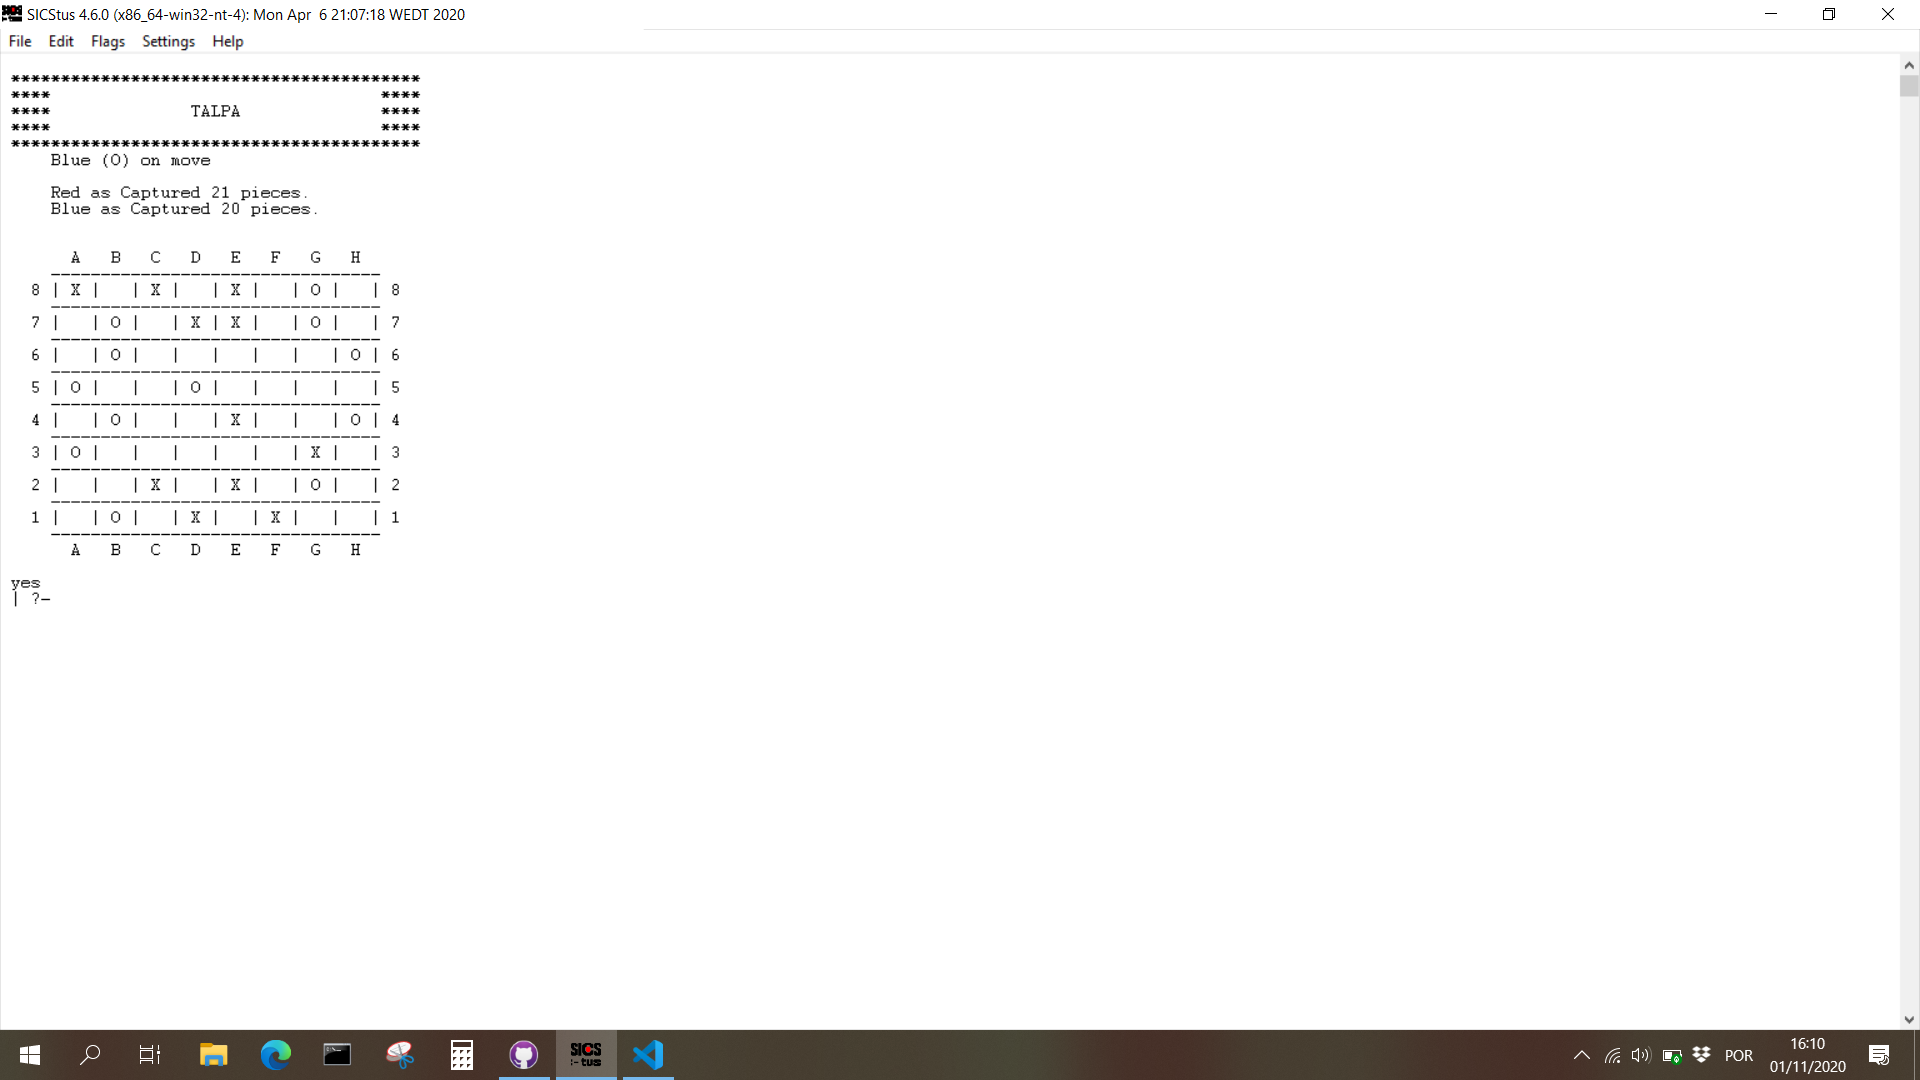 SICStus 4.6.0 (x86_64-win32-nt-4): Mon Apr  6 21:07:18 WEDT 2020
File Edit Flags Settings Help
*****************************************
****                                 ****
****              TALPA              ****
****                                 ****
*****************************************
    Blue (O) on move
    Red as Captured 21 pieces.
    Blue as Captured 20 pieces.
      A   B   C   D   E   F   G   H
    ---------------------------------
  8 | X |   | X |   | X |   | O |   | 8
    ---------------------------------
  7 |   | O |   | X | X |   | O |   | 7
    ---------------------------------
  6 |   | O |   |   |   |   |   | O | 6
    ---------------------------------
  5 | O |   |   | O |   |   |   |   | 5
    ---------------------------------
  4 |   | O |   |   | X |   |   | O | 4
    ---------------------------------
  3 | O |   |   |   |   |   | X |   | 3
    ---------------------------------
  2 |   |   | X |   | X |   | O |   | 2
    ---------------------------------
  1 |   | O |   | X |   | X |   |   | 1
    ---------------------------------
      A   B   C   D   E   F   G   H
yes
| ?-
SICS
:- tus
POR
16:10
01/11/2020